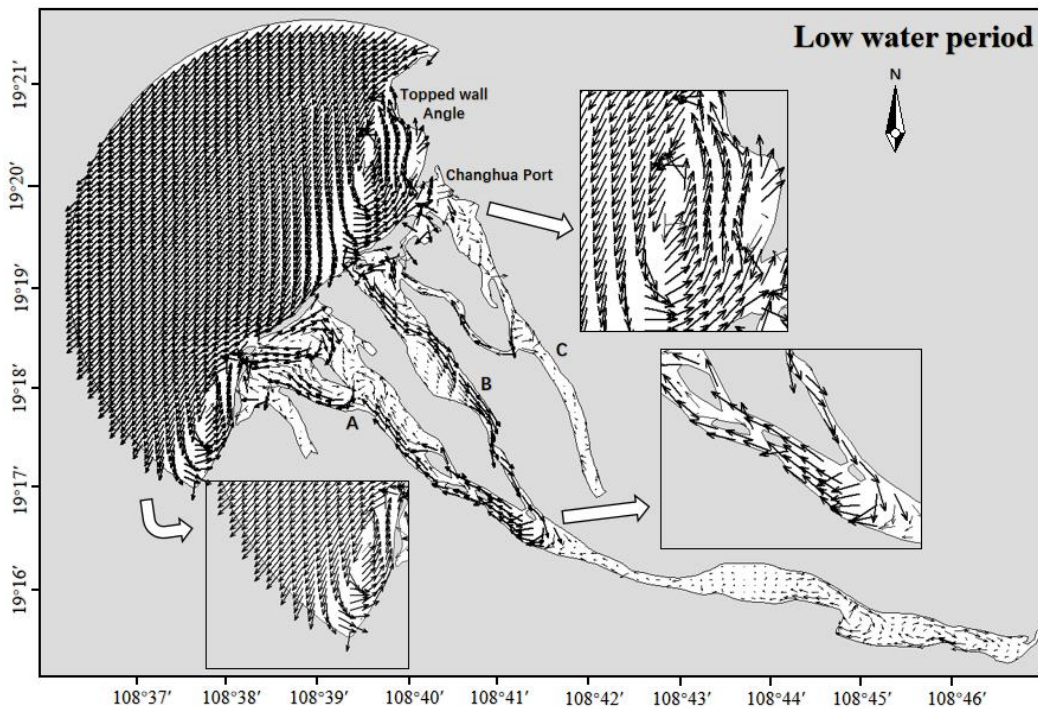 Low water period
N
19°21′
Topped wall
Angle
19°20′
Changhua Port
19°19′
C
19°18′
B
A
19°17′
19°16′
108°37′ 108°38′ 108°39′ 108°40′ 108°41′ 108°42′ 108°43′ 108°44′ 108°45′ 108°46′